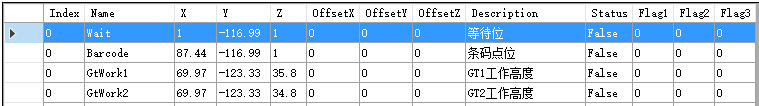 Index Name X Y Z OffsetX OffsetY OffsetZ Description Status Flag1 Flag2 Flag3
0 Wait 1 -116.99 1 0 0 0 等待位 False 0 0 0
0 Barcode 87.44 -116.99 1 0 0 0 条码点位 False 0 0 0
0 GtWork1 69.97 -123.33 35.8 0 0 0 GT1工作高度 False 0 0 0
0 GtWork2 69.97 -123.33 34.8 0 0 0 GT2工作高度 False 0 0 0